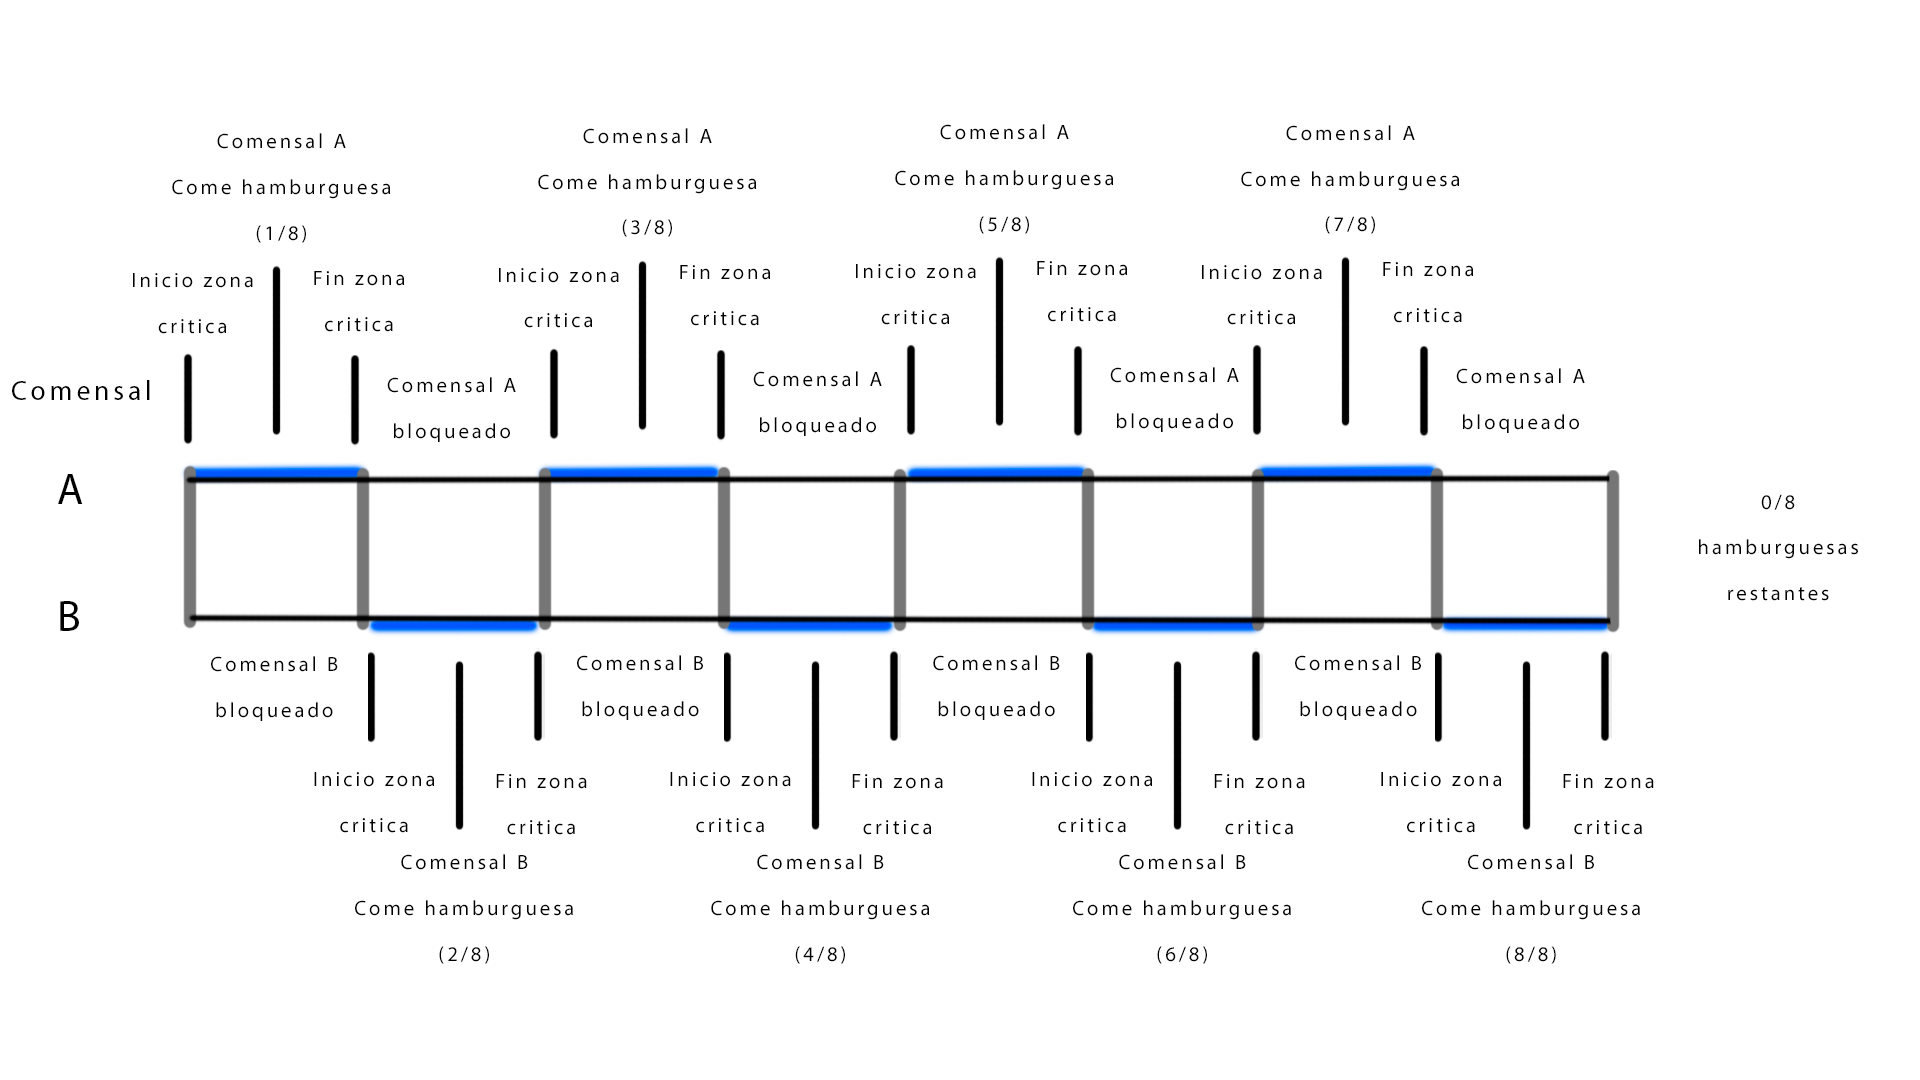 Comensal A
Come hamburguesa
(1/8)
Inicio zona
critica
Fin zona
critica
Comensal A
bloqueado
Comensal A
Come hamburguesa
(3/8)
Inicio zona
critica
Fin zona
critica
Comensal A
bloqueado
Comensal A
Come hamburguesa
(5/8)
Inicio zona
critica
Fin zona
critica
Comensal A
bloqueado
Comensal A
Come hamburguesa
(7/8)
Inicio zona
critica
Fin zona
critica
Comensal A
bloqueado
Comensal
A
B
0/8
hamburguesas
restantes
Comensal B
bloqueado
Inicio zona
critica
Fin zona
critica
Comensal B
Come hamburguesa
(2/8)
Comensal B
bloqueado
Inicio zona
critica
Fin zona
critica
Comensal B
Come hamburguesa
(4/8)
Comensal B
bloqueado
Inicio zona
critica
Fin zona
critica
Comensal B
Come hamburguesa
(6/8)
Comensal B
bloqueado
Inicio zona
critica
Fin zona
critica
Comensal B
Come hamburguesa
(8/8)